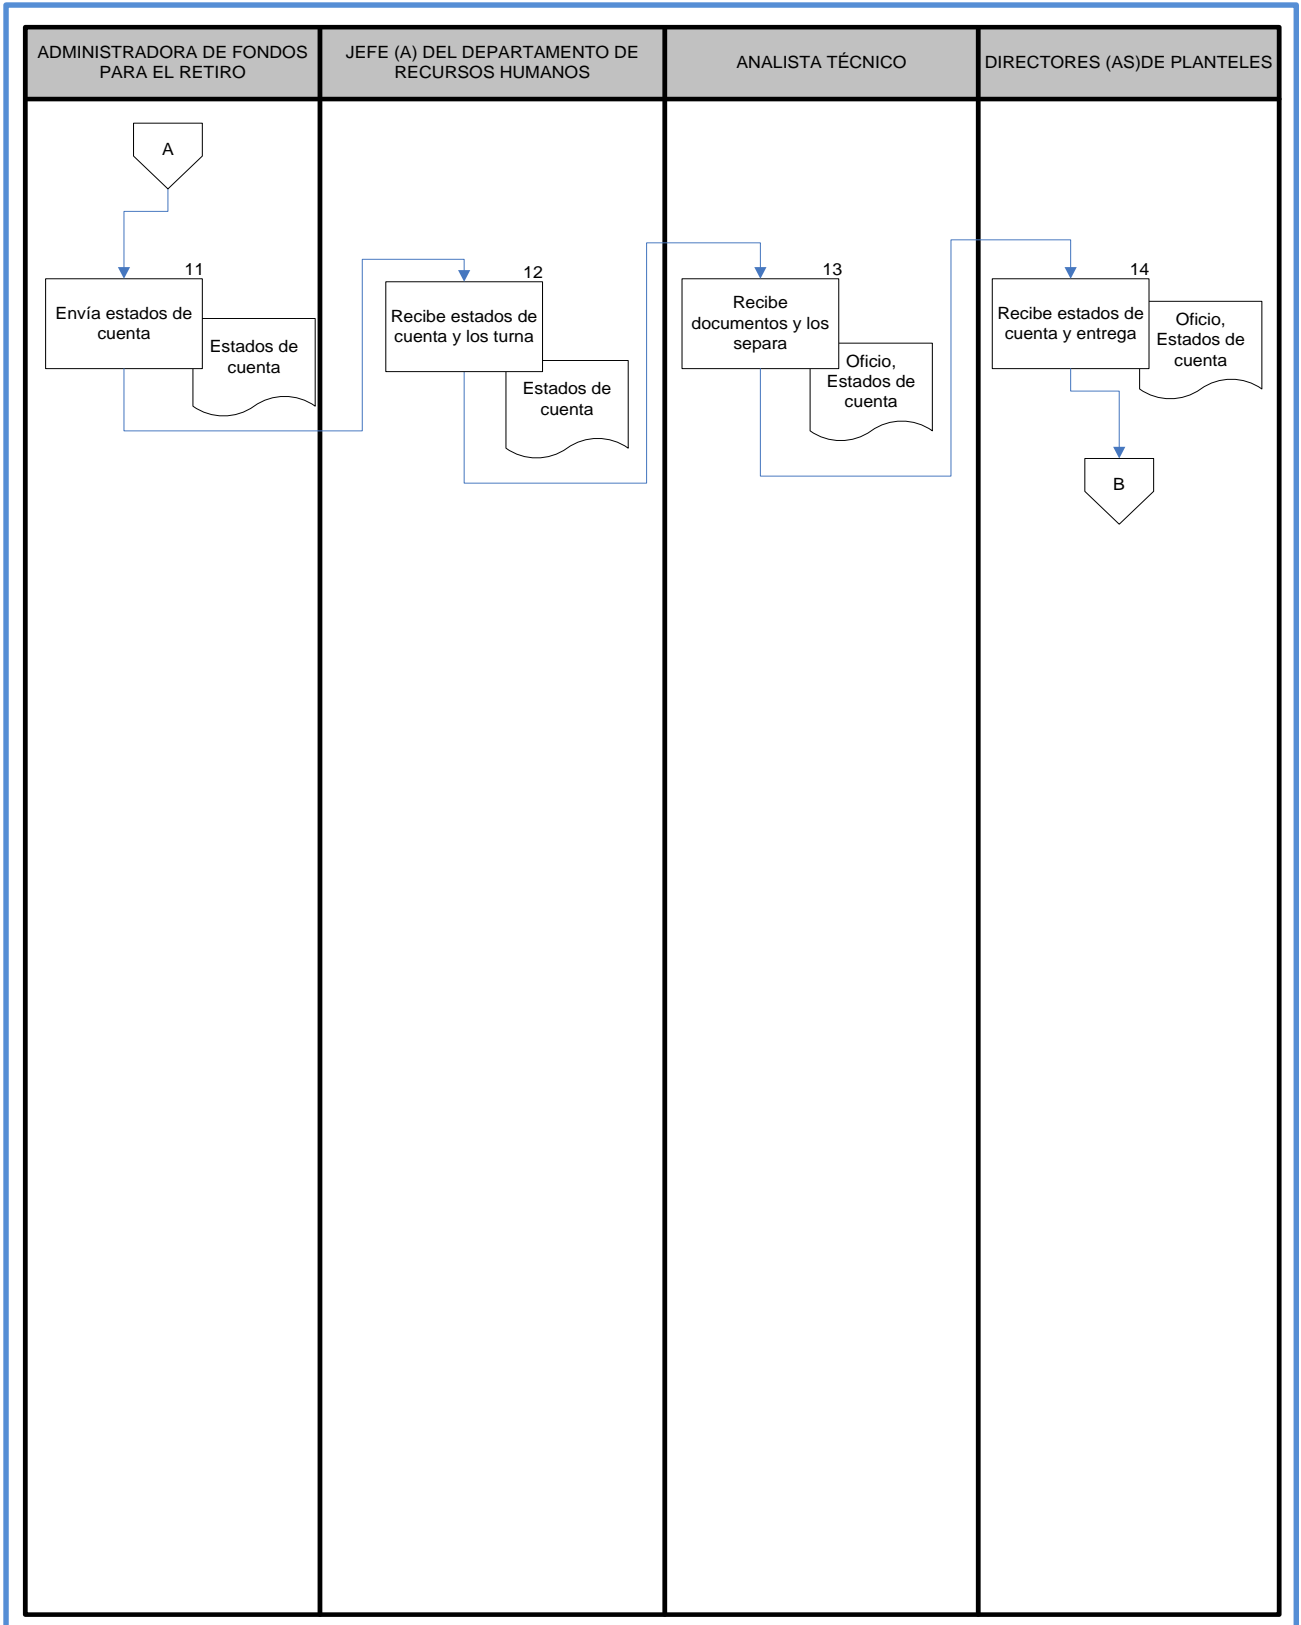 ADMINISTRADORA DE FONDOS
PARA EL RETIRO
JEFE (A) DEL DEPARTAMENTO DE
RECURSOS HUMANOS
ANALISTA TÉCNICO
DIRECTORES (AS)DE PLANTELES
A
11
Envía estados de
cuenta
Estados de
cuenta
12
Recibe estados de
cuenta y los turna
Estados de
cuenta
13
Recibe
documentos y los
separa
Oficio,
Estados de
cuenta
14
Recibe estados de
cuenta y entrega
Oficio,
Estados de
cuenta
B